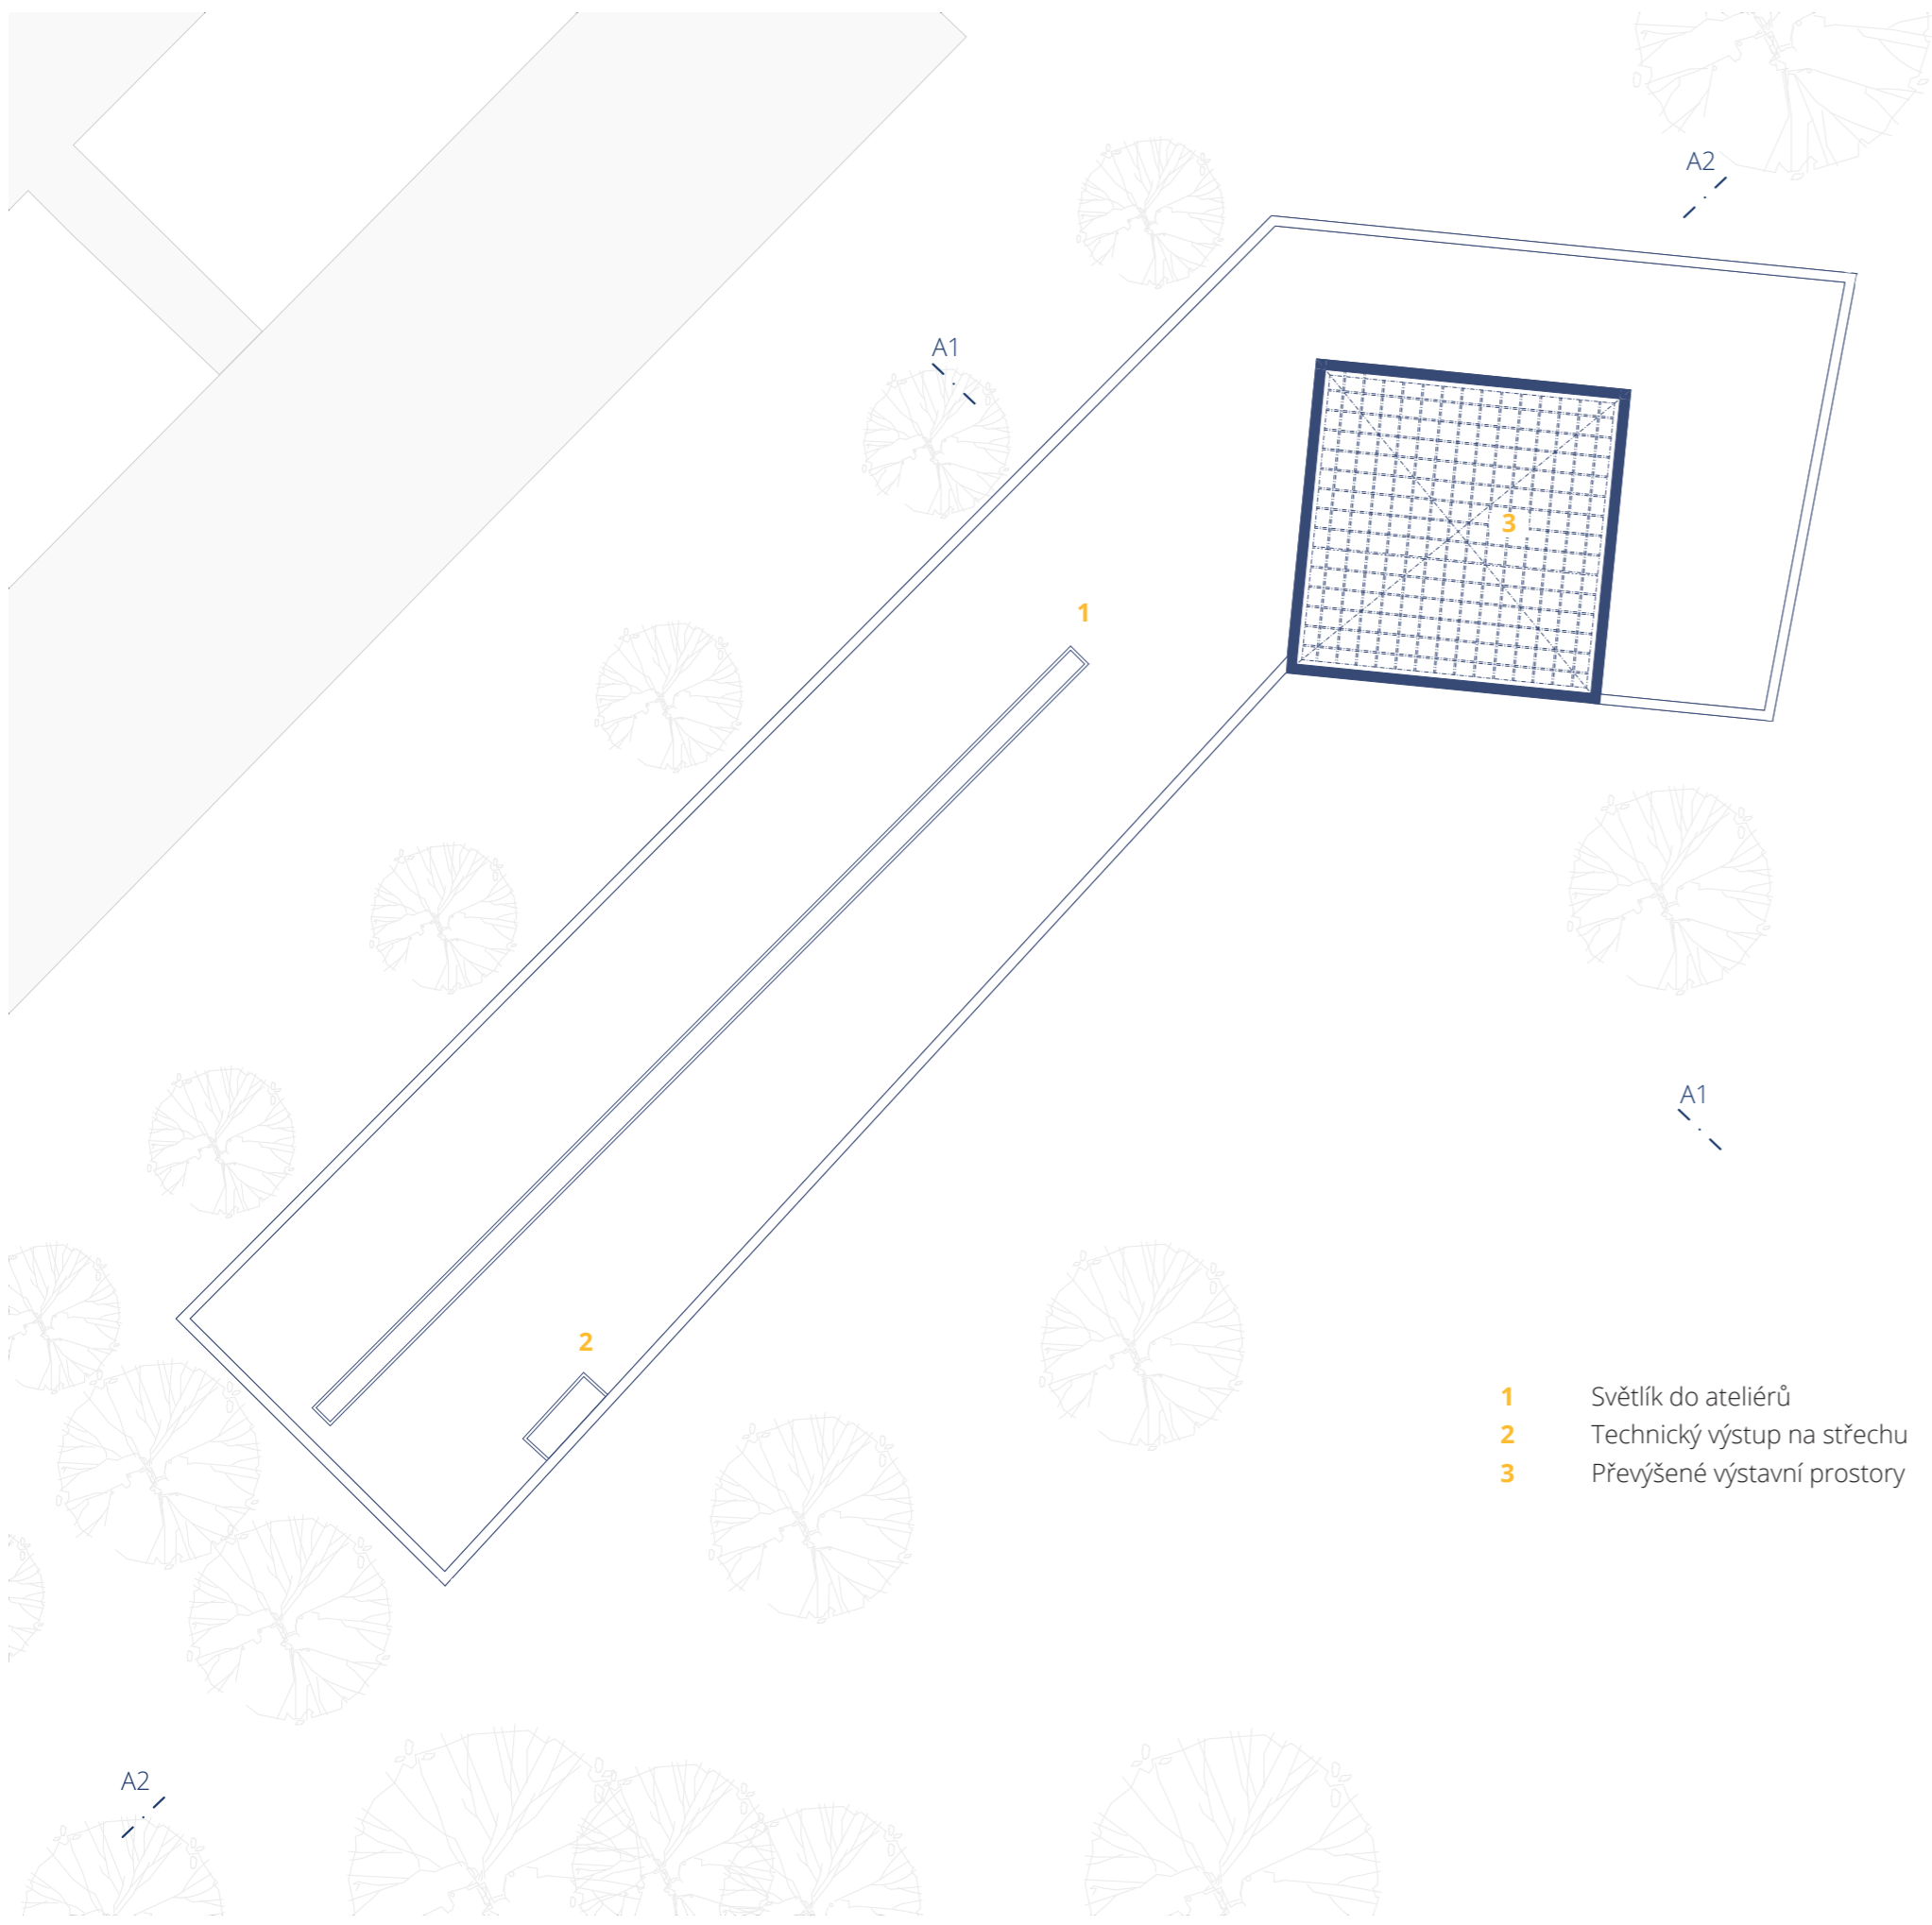 A2
A1
3
1
A1
2
1 Světlík do ateliérů
2 Technický výstup na střechu
3 Převýšené výstavní prostory
A2